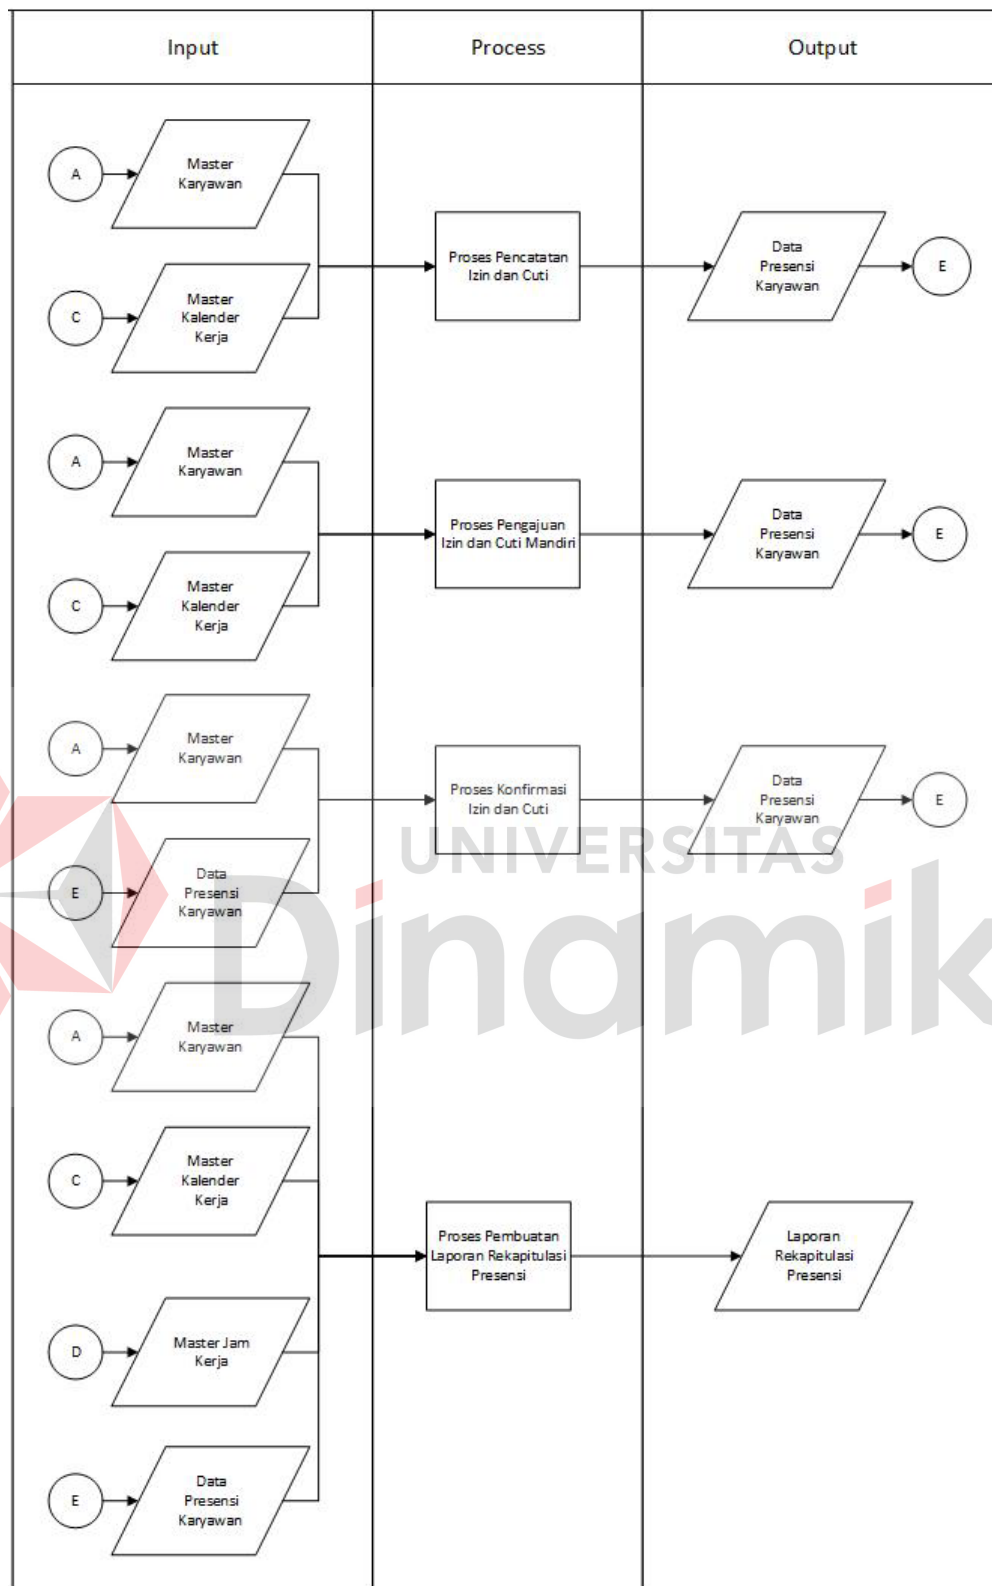 Input
Process
Output
A
Master
Karyawan
C
Master
Kalender
Kerja
Proses Pencatatan
Izin dan Cuti
Data
Presensi
Karyawan
E
A
Master
Karyawan
C
Master
Kalender
Kerja
Proses Pengajuan
Izin dan Cuti Mandiri
Data
Presensi
Karyawan
E
A
Master
Karyawan
E
Data
Presensi
Karyawan
Proses Konfirmasi
Izin dan Cuti
Data
Presensi
Karyawan
E
UNIVERSITAS
Dinamik
A
Master
Karyawan
C
Master
Kalender
Kerja
D
Master Jam
Kerja
E
Data
Presensi
Karyawan
Proses Pembuatan
Laporan Rekapitulasi
Presensi
Laporan
Rekapitulasi
Presensi